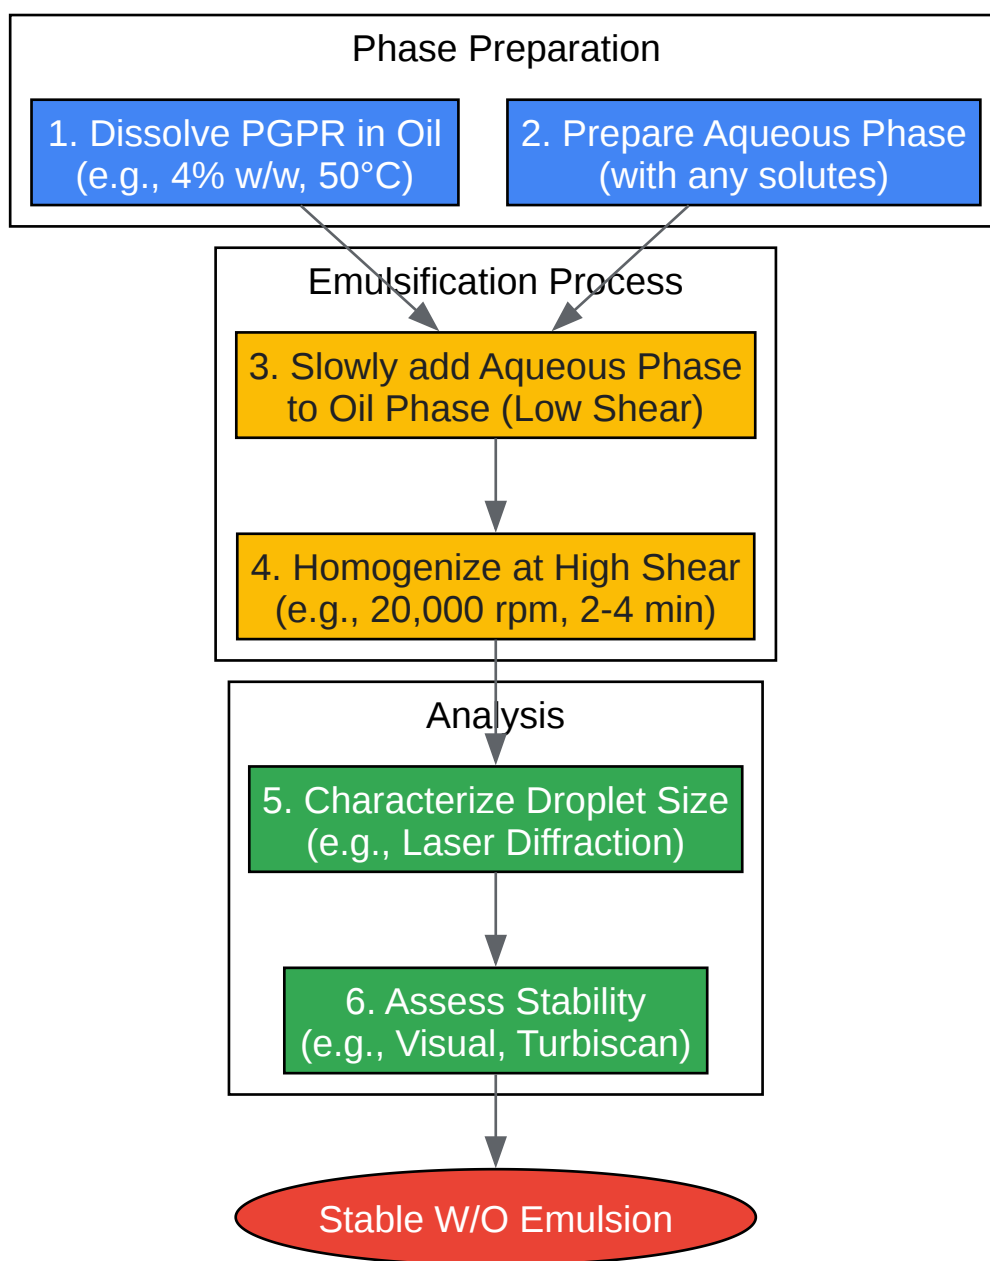 Phase Preparation
1. Dissolve PGPR in Oil
(e.g., 4% w/w, 50°C)
2. Prepare Aqueous Phase
(with any solutes)
Emulsification Process
3. Slowly add Aqueous Phase
to Oil Phase (Low Shear)
4. Homogenize at High Shear
(e.g., 20,000 rpm, 2-4 min)
Analysis
5. Characterize Droplet Size
(e.g., Laser Diffraction)
6. Assess Stability
(e.g., Visual, Turbiscan)
Stable W/O Emulsion